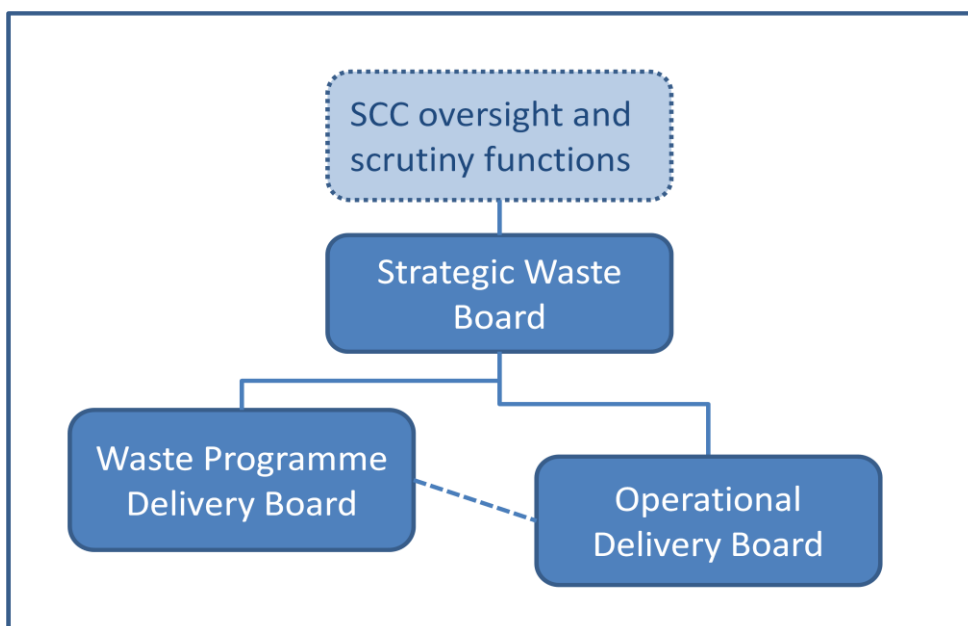 SCC oversight and
scrutiny functions
Strategic Waste
Board
Waste Programme
Delivery Board
Operational
Delivery Board